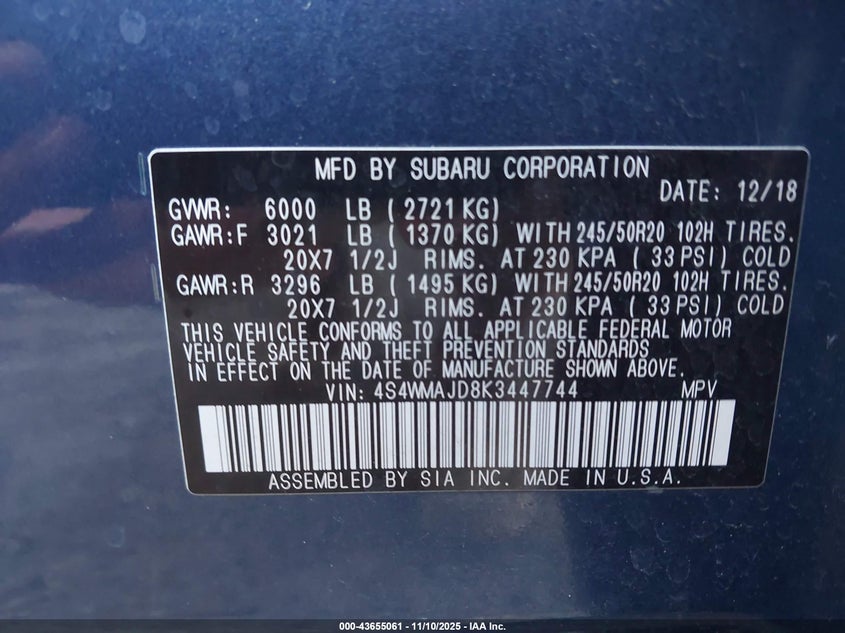 MFD BY SUBARU CORPORATION
DATE: 12/18
GVWR: 6000 LB (2721 KG)
GAWR:F 3021 LB (1370 KG) WITH 245/50R20 102H TIRES.
20X7 1/2J RIMS. AT 230 KPA (33 PSI) COLD
GAWR:R 3296 LB (1495 KG) WITH 245/50R20 102H TIRES.
20X7 1/2J RIMS. AT 230 KPA (33 PSI) COLD
THIS VEHICLE CONFORMS TO ALL APPLICABLE FEDERAL MOTOR
VEHICLE SAFETY AND THEFT PREVENTION STANDARDS
IN EFFECT ON THE DATE OF MANUFACTURE SHOWN ABOVE.
VIN: 4S4WMAJD8K3447744 MPV
ASSEMBLED BY SIA INC. MADE IN U.S.A.
000-43655061 - 11/10/2025 - IAA Inc.